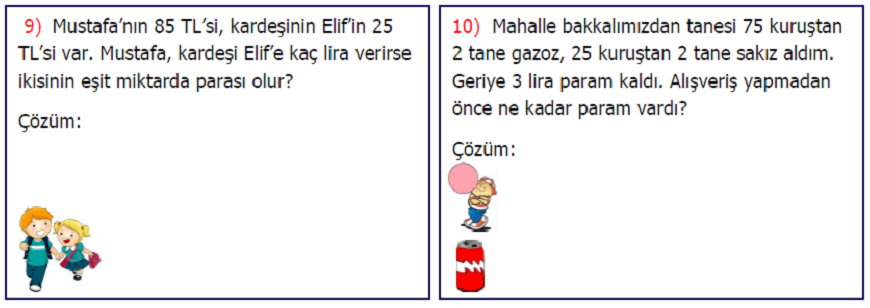 9) Mustafa’nın 85 TL’si, kardeşinin Elif’in 25
TL’si var. Mustafa, kardeşi Elif’e kaç lira verirse
ikisinin eşit miktarda parası olur?
Çözüm:
10) Mahalle bakkalımızdan tanesi 75 kuruştan
2 tane gazoz, 25 kuruştan 2 tane sakız aldım.
Geriye 3 lira param kaldı. Alışveriş yapmadan
önce ne kadar param vardı?
Çözüm: